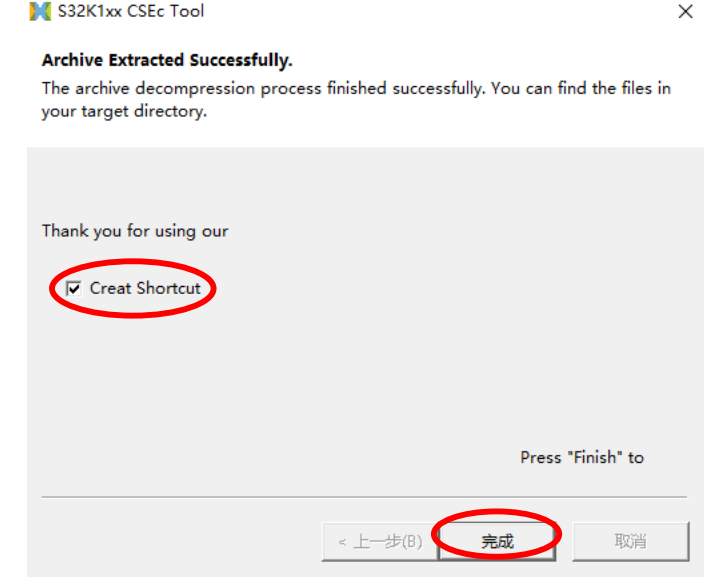 S32K1xx CSEc Tool
Archive Extracted Successfully.
The archive decompression process finished successfully. You can find the files in
your target directory.
Thank you for using our
Creat Shortcut
Press "Finish" to
< 上一步(B)
完成
取消